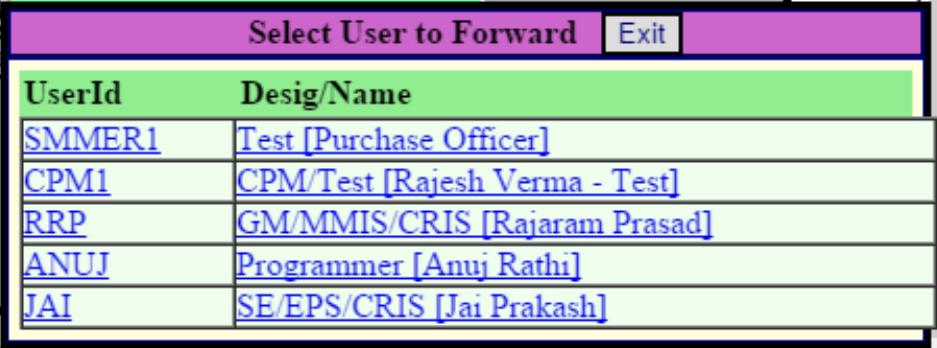 Select User to Forward Exit
UserId Desig/Name
SMMER1 Test [Purchase Officer]
CPM1 CPM/Test [Rajesh Verma - Test]
RRP GM/MMIS/CRIS [Rajaram Prasad]
ANUJ Programmer [Anuj Rathi]
JAI SE/EPS/CRIS [Jai Prakash]